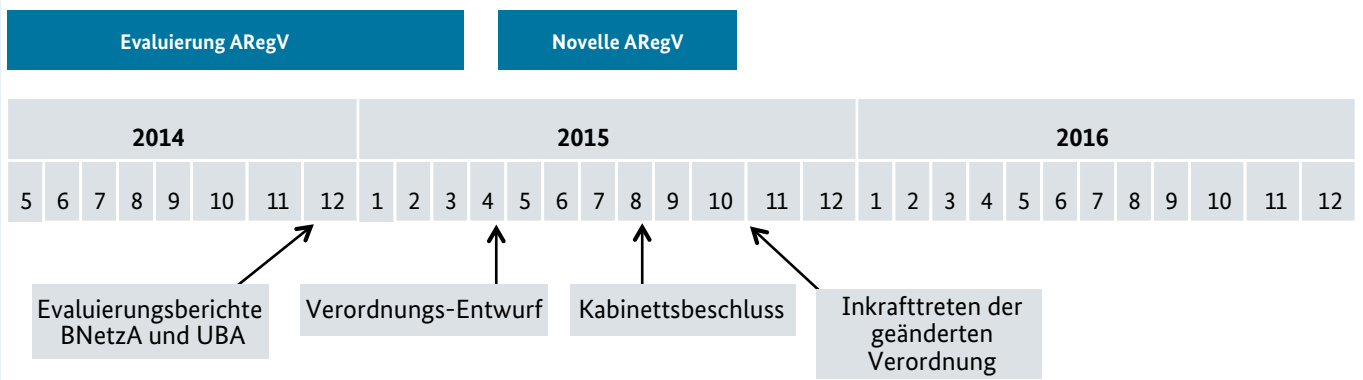 Evaluierung ARegV
Novelle ARegV
2014
2015
2016
5 6 7 8 9 10 11 12 1 2 3 4 5 6 7 8 9 10 11 12 1 2 3 4 5 6 7 8 9 10 11 12
Evaluierungsberichte
BNetzA und UBA
Verordnungs-Entwurf
Kabinettsbeschluss
Inkrafttreten der
geänderten
Verordnung